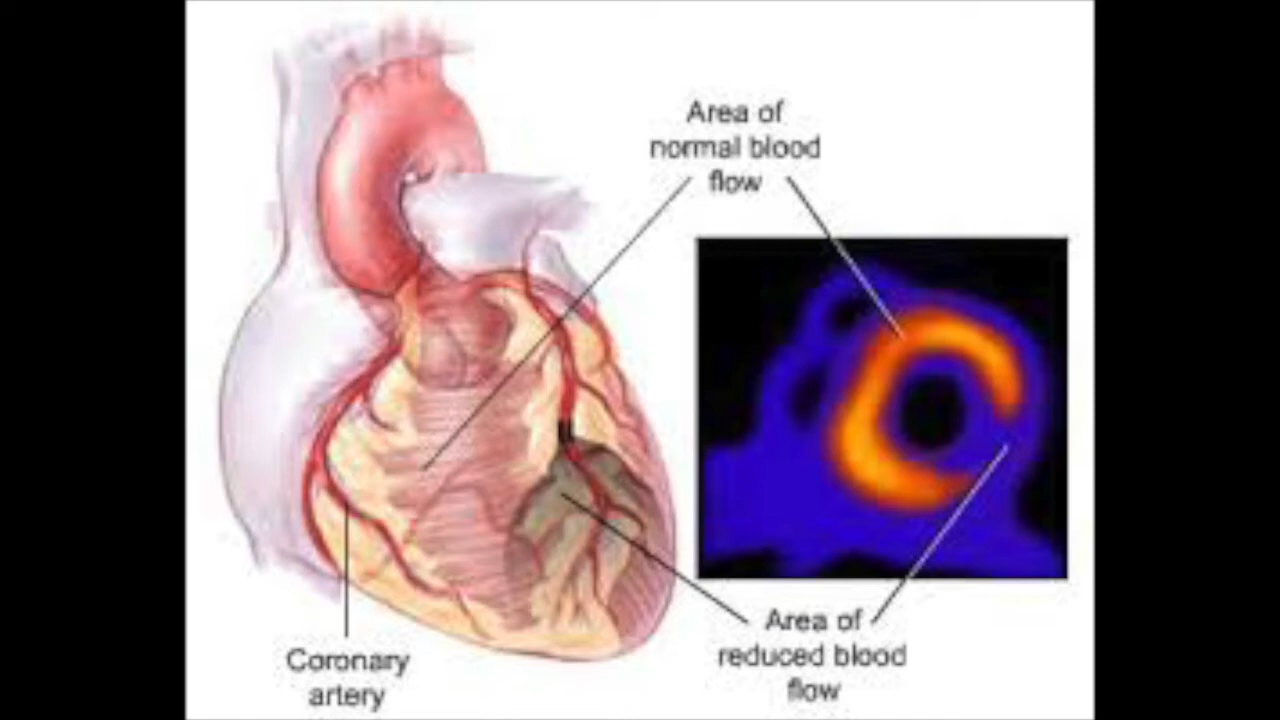 Area of
normal blood
flow
Area of
reduced blood
flow
Coronary
artery